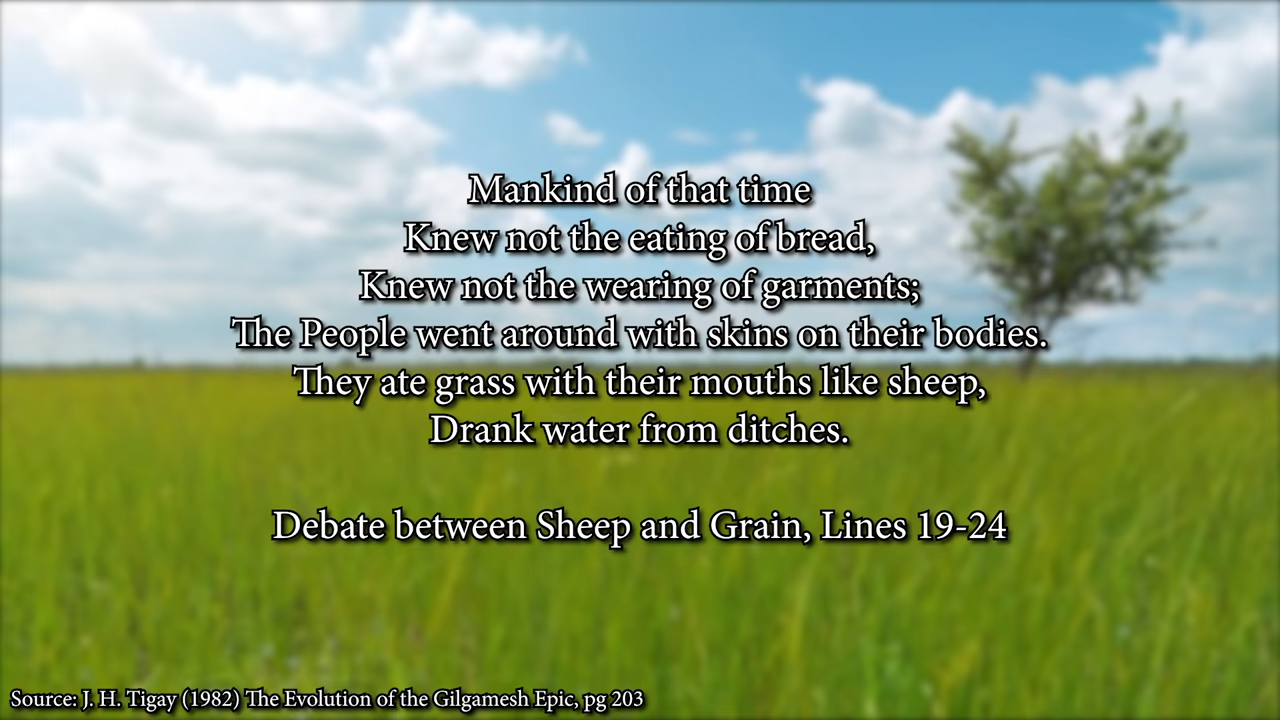 Mankind of that time
Knew not the eating of bread,
Knew not the wearing of garments;
The People went around with skins on their bodies.
They ate grass with their mouths like sheep,
Drank water from ditches.
Debate between Sheep and Grain, Lines 19-24
Source: J. H. Tigay (1982) The Evolution of the Gilgamesh Epic, pg 203